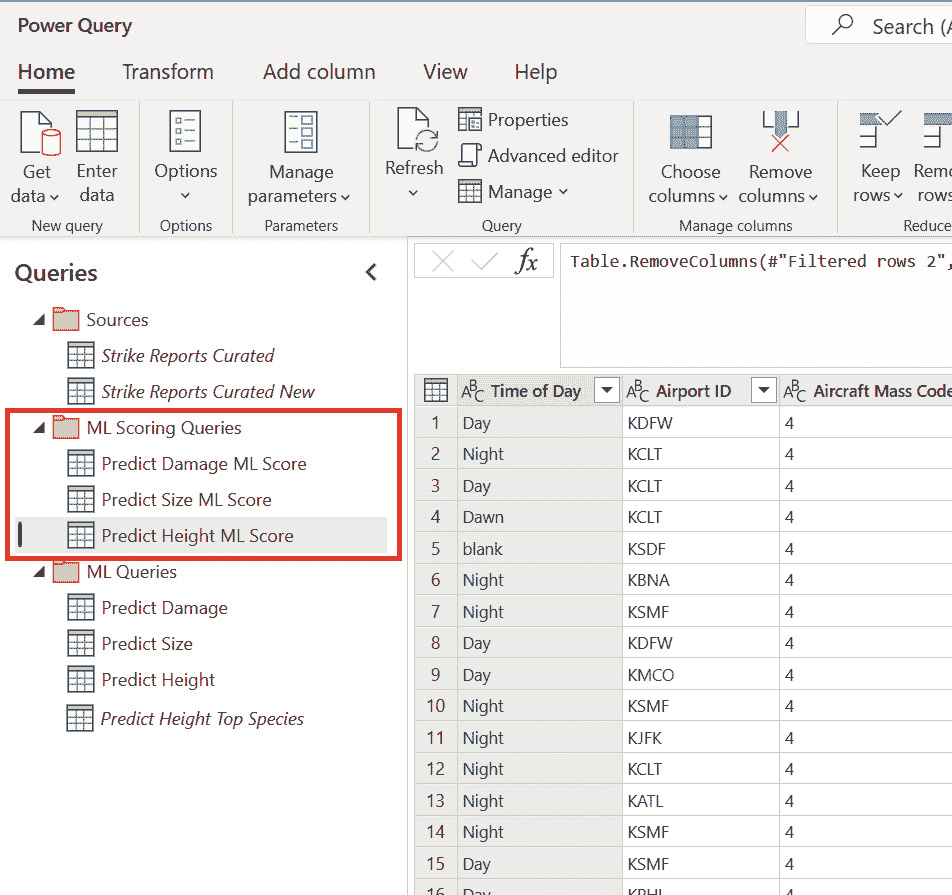 Power Query
Search (A
Home Transform Add column View Help
Get data
Enter data
Options
Manage parameters
Refresh
Properties
Advanced editor
Manage
Choose columns
Remove columns
Keep rows
Remo
rows
New query Options Parameters Query Manage columns Reduce
Queries
fx
Table.RemoveColumns(#"Filtered rows 2",
Sources
Strike Reports Curated
Strike Reports Curated New
ML Scoring Queries
Predict Damage ML Score
Predict Size ML Score
Predict Height ML Score
ML Queries
Predict Damage
Predict Size
Predict Height
Predict Height Top Species
ABC Time of Day ABC Airport ID ABC Aircraft Mass Code
1 Day KDFW 4
2 Night KCLT 4
3 Day KCLT 4
4 Dawn KCLT 4
5 blank KSDF 4
6 Night KBNA 4
7 Night KSMF 4
8 Day KDFW 4
9 Day KMCO 4
10 Night KSMF 4
11 Night KJFK 4
12 Night KCLT 4
13 Night KATL 4
14 Night KSMF 4
15 Day KSMF 4
16 Day KPHL 4